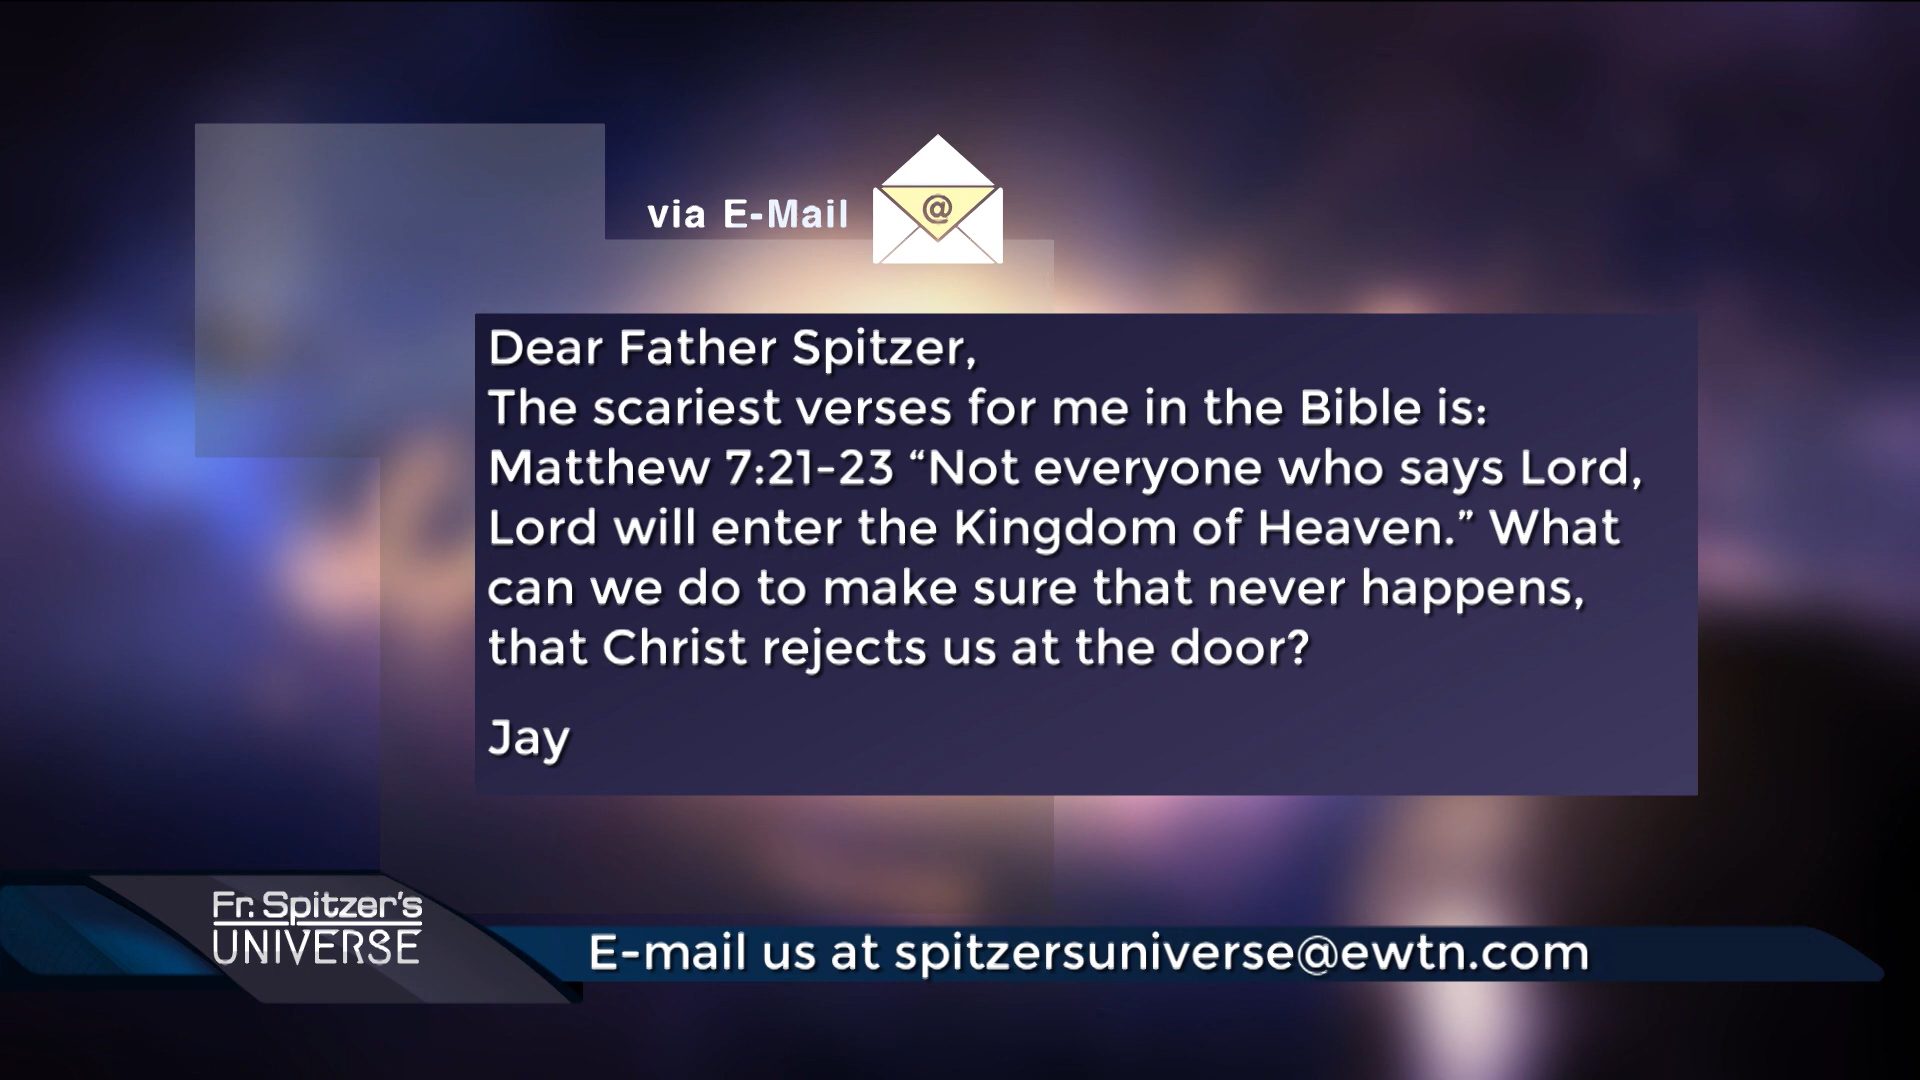 via E-Mail
@
Dear Father Spitzer,
The scariest verses for me in the Bible is:
Matthew 7:21-23 “Not everyone who says Lord,
Lord will enter the Kingdom of Heaven.” What
can we do to make sure that never happens,
that Christ rejects us at the door?
Jay
Fr. Spitzer's
UNIVERSE
E-mail us at spitzersuniverse@ewtn.com